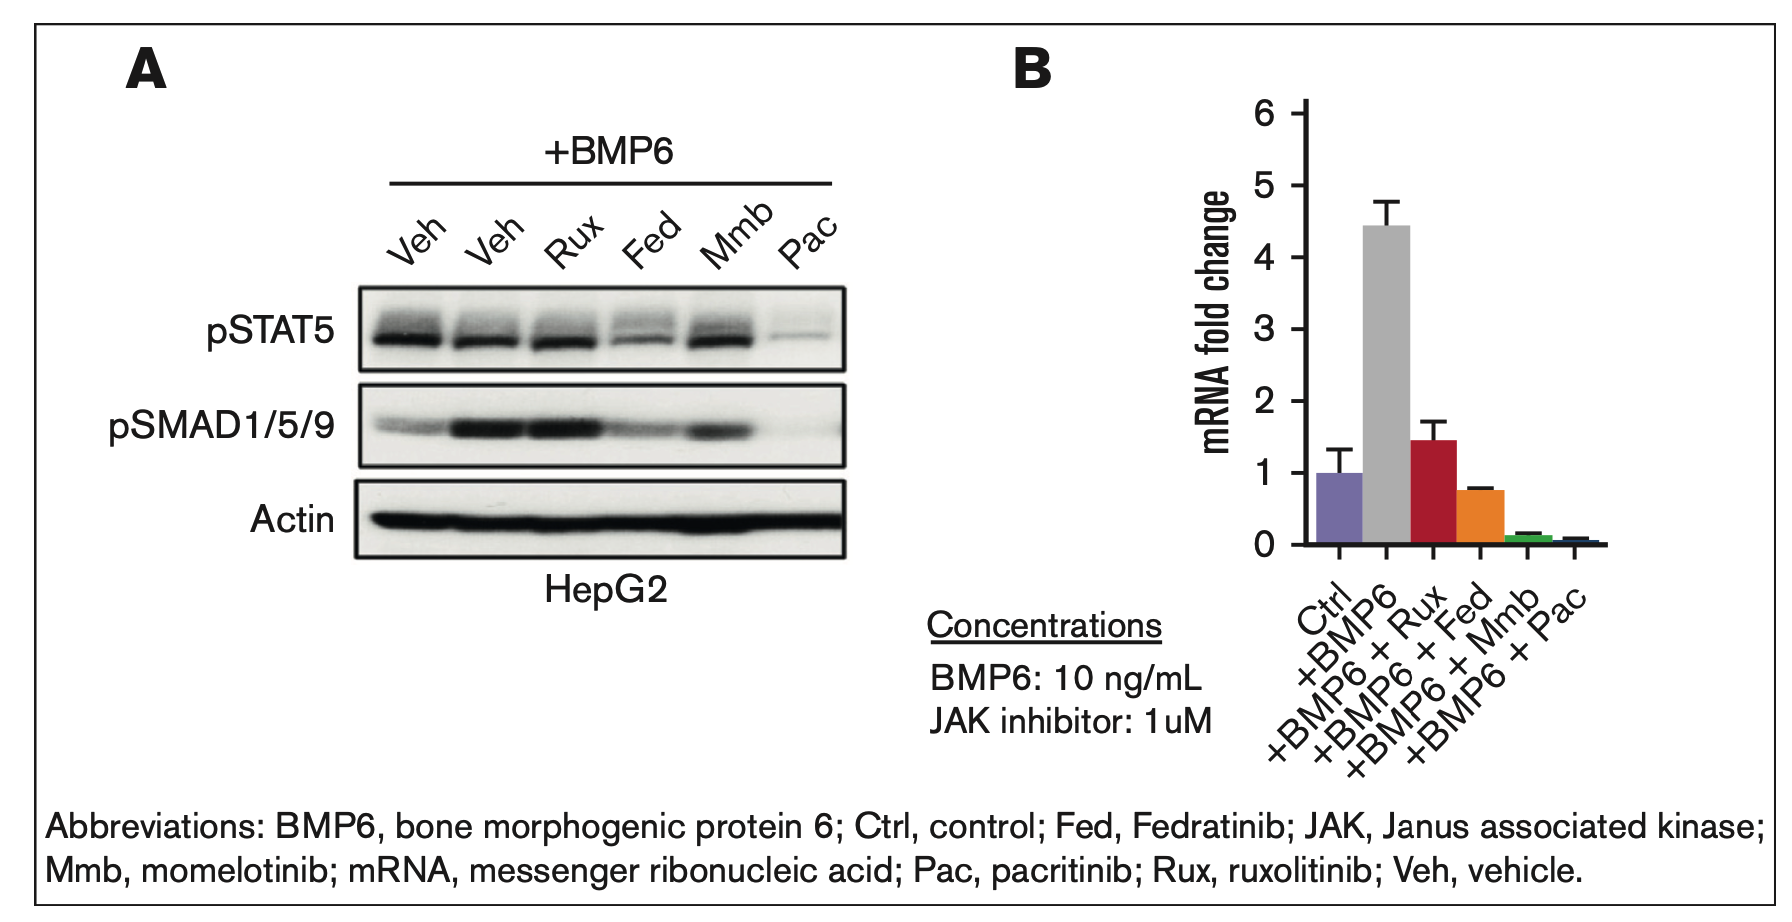 A
+BMP6
Veh Veh Rux Fed Mmb Pac
pSTAT5
pSMAD1/5/9
Actin
HepG2
B
mRNA fold change
6
5
4
3
2
1
0
Ctrl
+BMP6
+BMP6 + Rux
+BMP6 + Fed
+BMP6 + Mmb
+BMP6 + Pac
Concentrations
BMP6: 10 ng/mL
JAK inhibitor: 1uM
Abbreviations: BMP6, bone morphogenic protein 6; Ctrl, control; Fed, Fedratinib; JAK, Janus associated kinase;
Mmb, momelotinib; mRNA, messenger ribonucleic acid; Pac, pacritinib; Rux, ruxolitinib; Veh, vehicle.